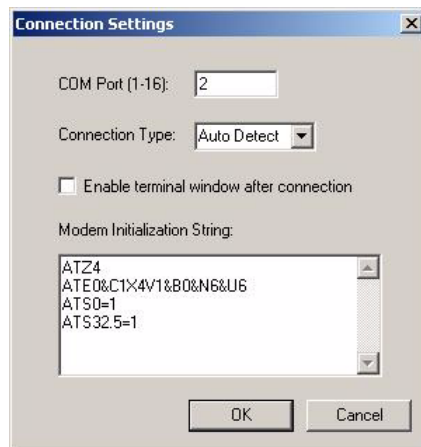 Connection Settings
COM Port (1-16): 2
Connection Type: Auto Detect
Enable terminal window after connection
Modem Initialization String:
ATZ4
ATE0&C1X4V1&B0&N6&U6
ATS0=1
ATS32.5=1
OK Cancel